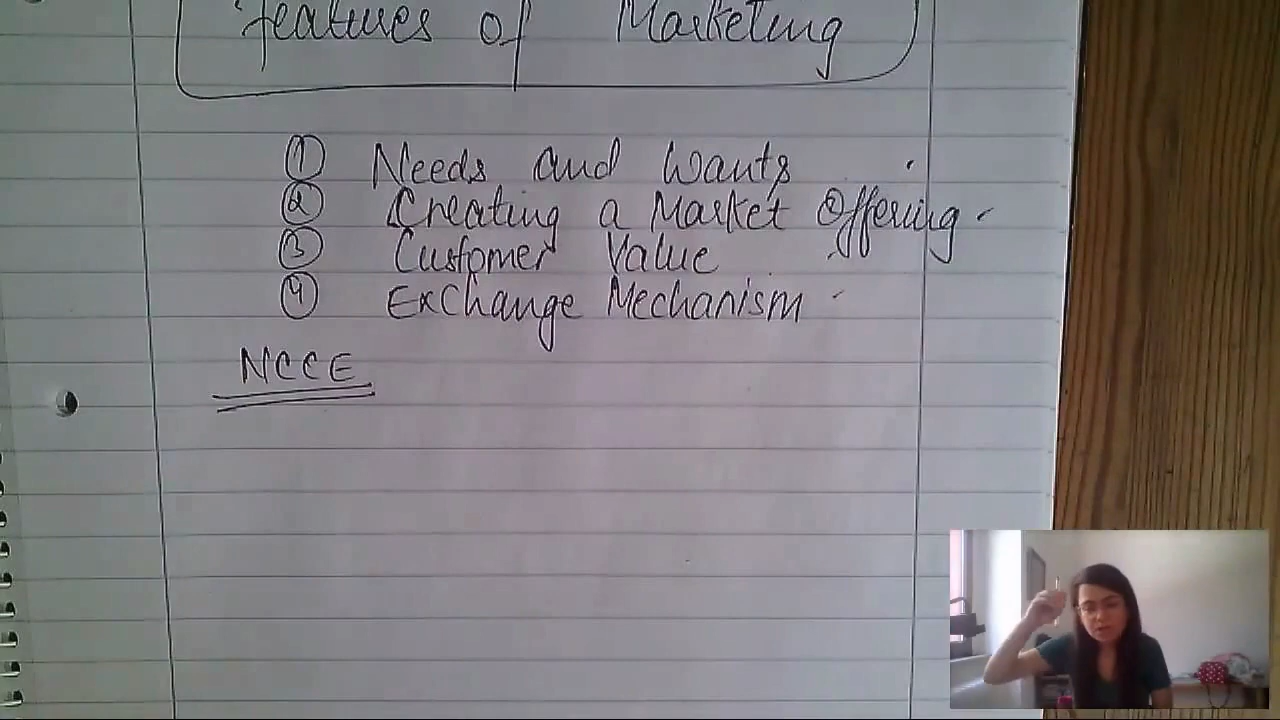 features of Marketing
1 Needs and Wants
2 Creating a Market Offering
3 Customer Value
4 Exchange Mechanism
NCCE